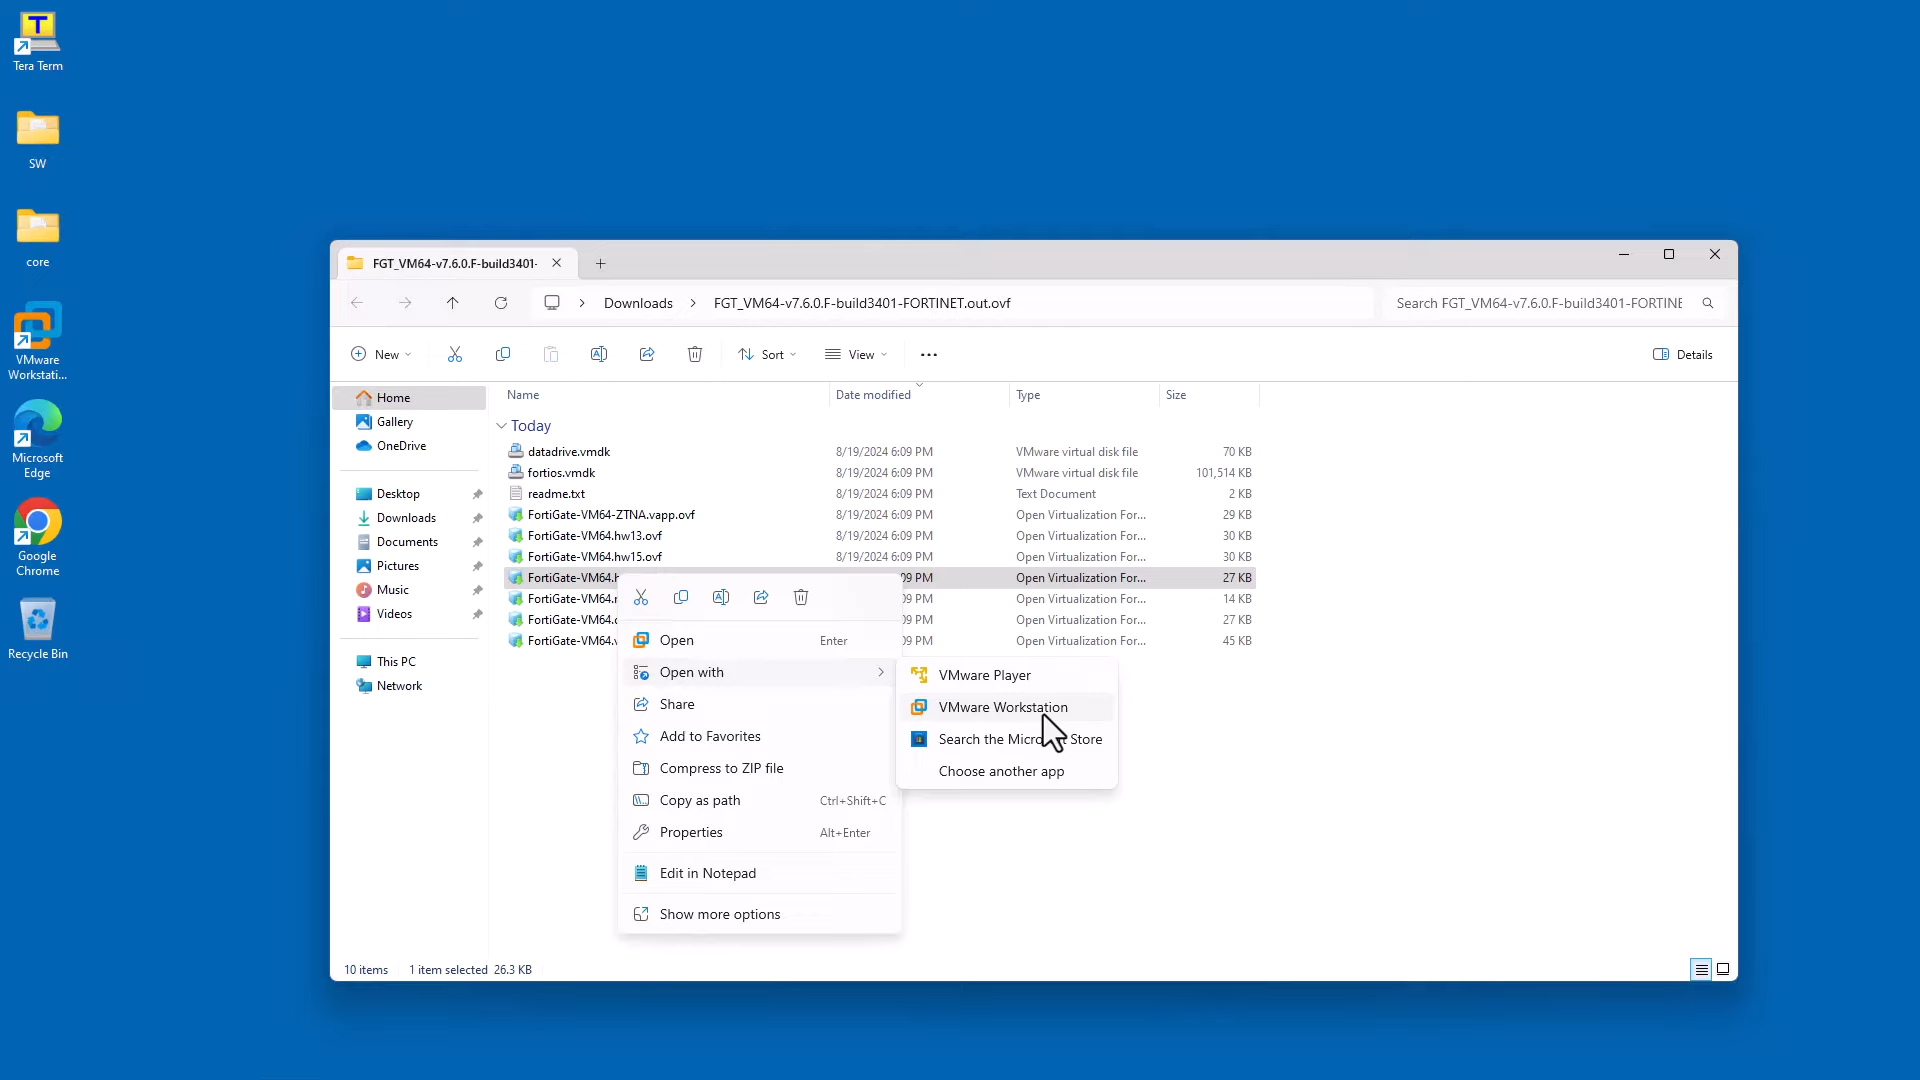 T
Tera Term
SW
core
VMware
Workstati...
Microsoft
Edge
Google
Chrome
Recycle Bin
FGT_VM64-v7.6.0.F-build3401-
Downloads
FGT_VM64-v7.6.0.F-build3401-FORTINET.out.ovf
Search FGT_VM64-v7.6.0.F-build3401-FORTINE
New
Sort
View
Details
Home
Gallery
OneDrive
Desktop
Downloads
Documents
Pictures
Music
Videos
This PC
Network
Name Date modified Type Size
Today
datadrive.vmdk 8/19/2024 6:09 PM VMware virtual disk file 70 KB
fortios.vmdk 8/19/2024 6:09 PM VMware virtual disk file 101,514 KB
readme.txt 8/19/2024 6:09 PM Text Document 2 KB
FortiGate-VM64-ZTNA.vapp.ovf 8/19/2024 6:09 PM Open Virtualization For... 29 KB
FortiGate-VM64.hw13.ovf 8/19/2024 6:09 PM Open Virtualization For... 30 KB
FortiGate-VM64.hw15.ovf 8/19/2024 6:09 PM Open Virtualization For... 30 KB
FortiGate-VM64.h 09 PM Open Virtualization For... 27 KB
FortiGate-VM64. 09 PM Open Virtualization For... 14 KB
FortiGate-VM64. 09 PM Open Virtualization For... 27 KB
FortiGate-VM64. 09 PM Open Virtualization For... 45 KB
Open Enter
Open with
Share
Add to Favorites
Compress to ZIP file
Copy as path Ctrl+Shift+C
Properties Alt+Enter
Edit in Notepad
Show more options
VMware Player
VMware Workstation
Search the Store
Choose another app
10 items 1 item selected 26.3 KB